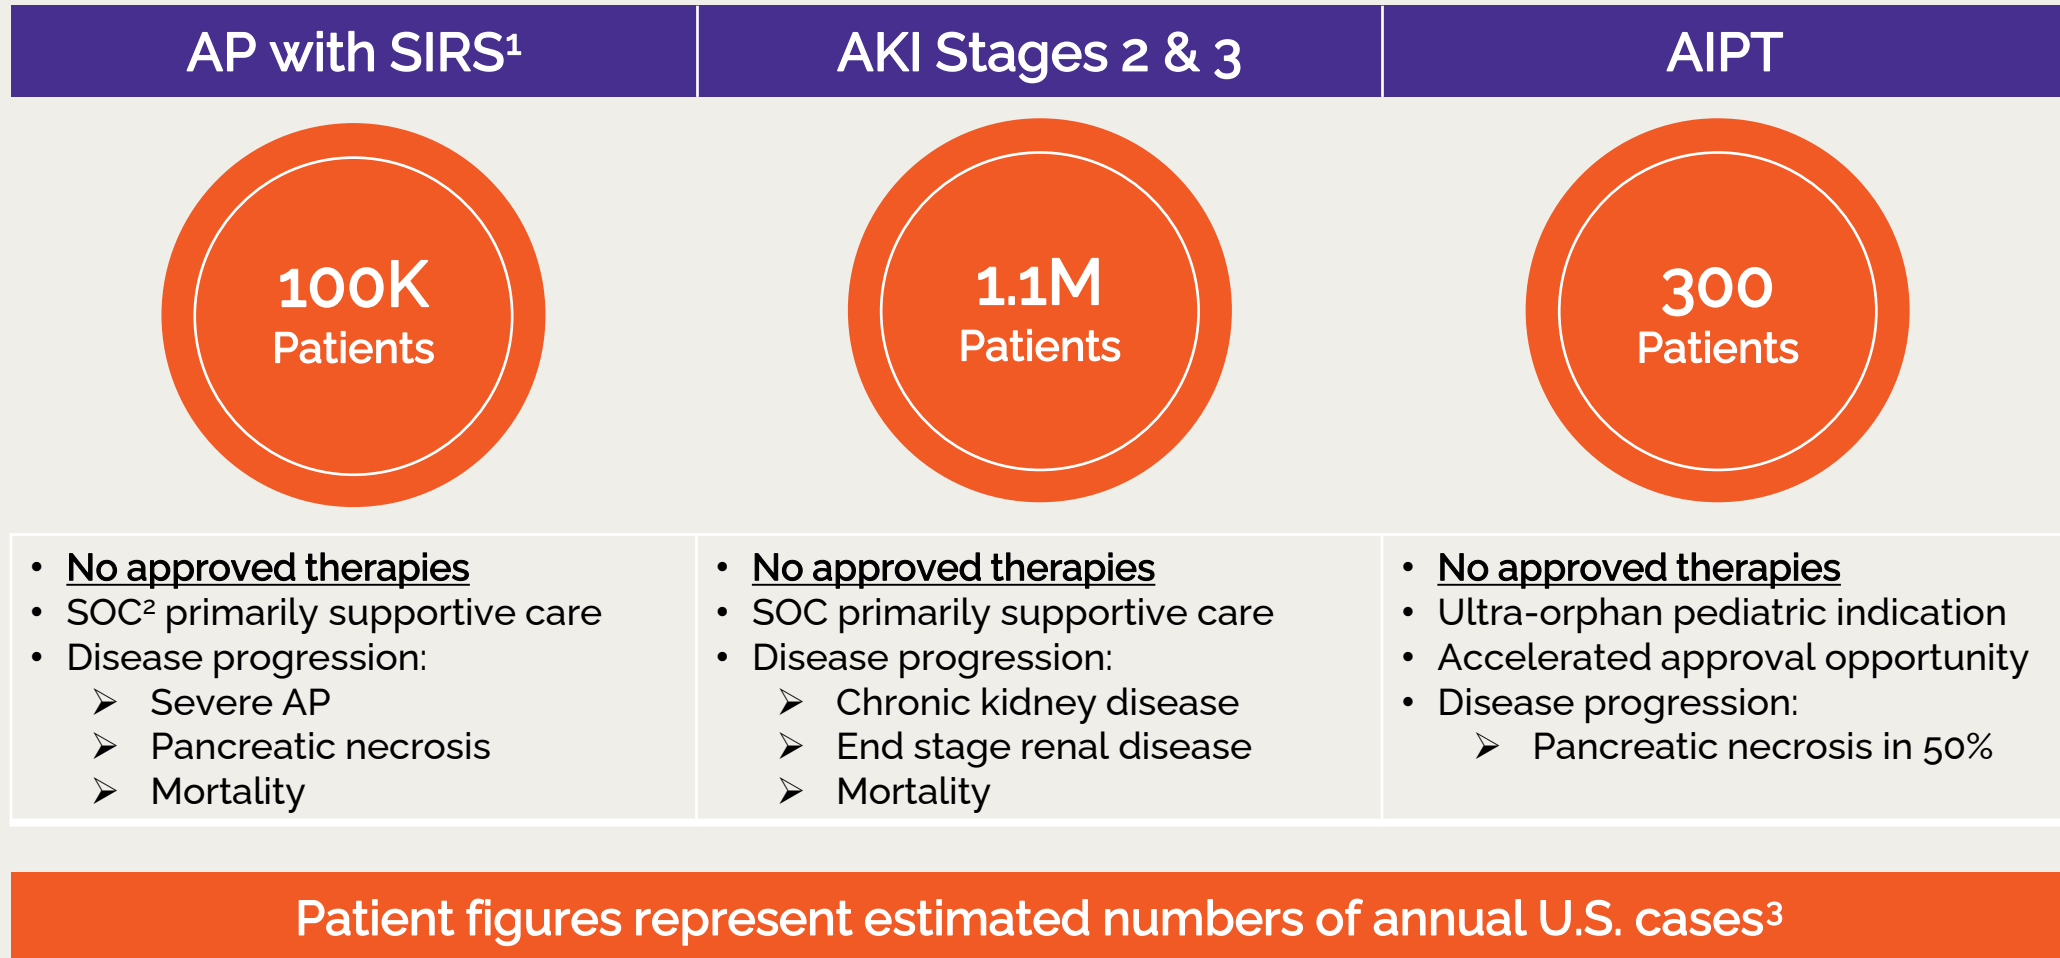 AP with SIRS¹
AKI Stages 2 & 3
AIPT
100K
Patients
1.1M
Patients
300
Patients
• No approved therapies
• SOC² primarily supportive care
• Disease progression:
➢ Severe AP
➢ Pancreatic necrosis
➢ Mortality
• No approved therapies
• SOC primarily supportive care
• Disease progression:
➢ Chronic kidney disease
➢ End stage renal disease
➢ Mortality
• No approved therapies
• Ultra-orphan pediatric indication
• Accelerated approval opportunity
• Disease progression:
➢ Pancreatic necrosis in 50%
Patient figures represent estimated numbers of annual U.S. cases³